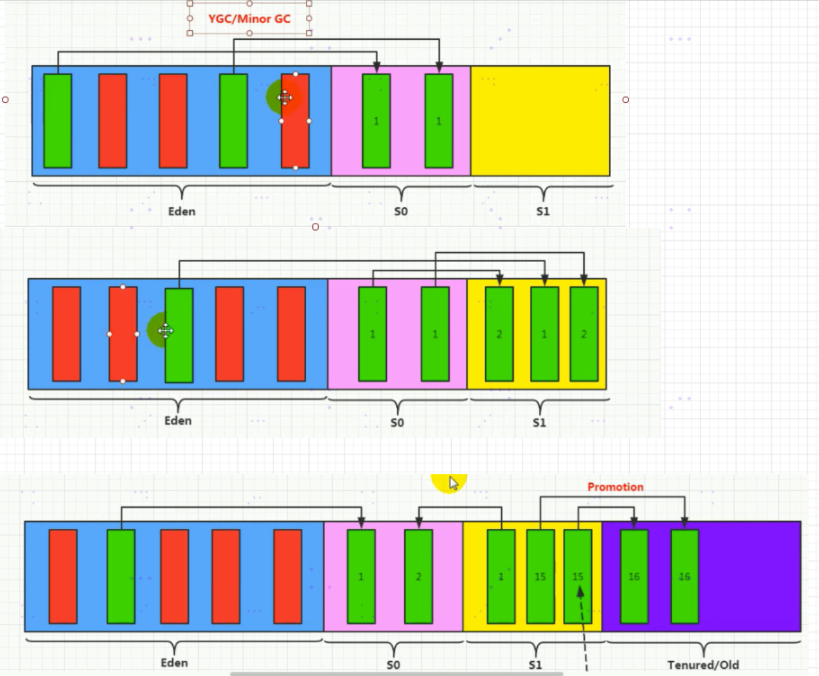 YGC/Minor GC
1 1
Eden S0 S1
1 1 2 1 2
Eden S0 S1
Promotion
1 2 1 15 15 16 16
Eden S0 S1 Tenured/Old